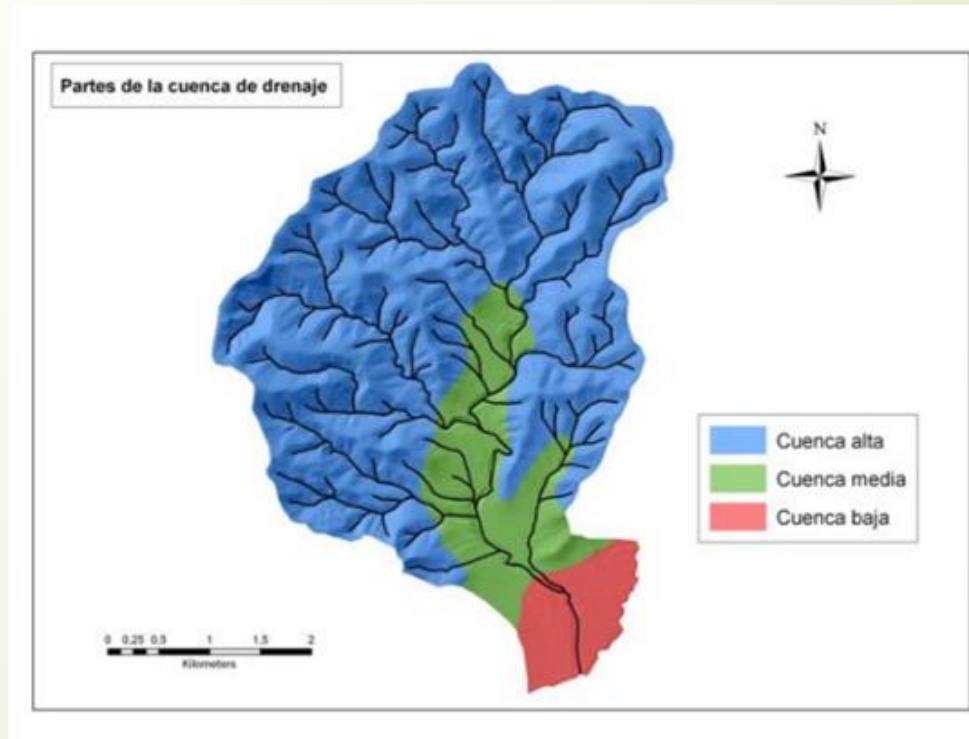 Partes de la cuenca de drenaje
N
Cuenca alta
Cuenca media
Cuenca baja
0 0.25 0.5 1 1.5 2
Kilometers